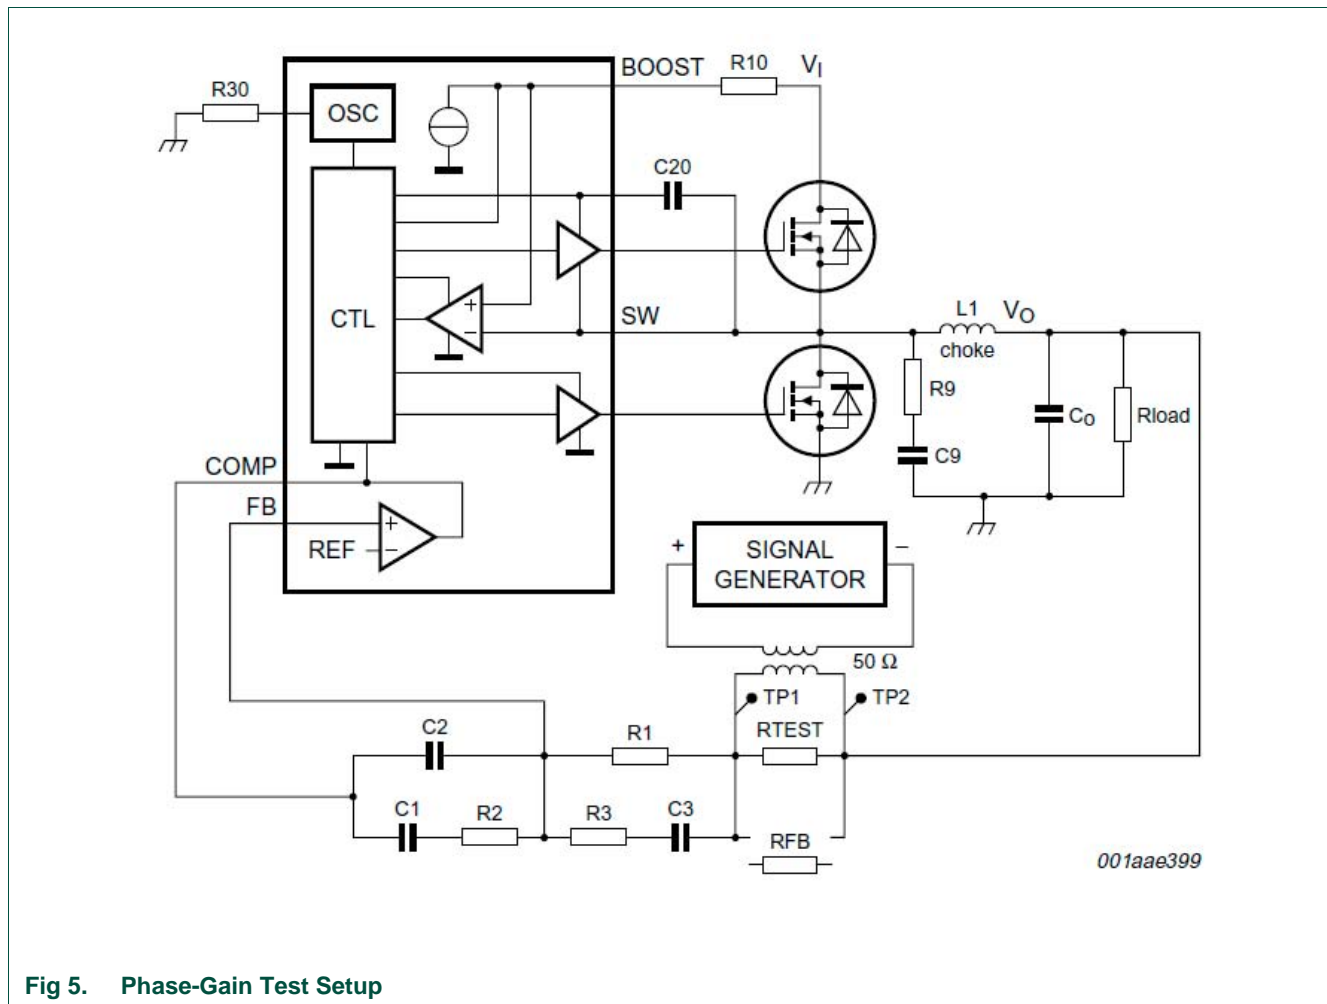 BOOST R10 VI
R30
OSC
C20
CTL
+
−
SW
L1 VO
choke
R9
CO
Rload
C9
COMP
FB
+
REF −
+ SIGNAL GENERATOR −
50 Ω
TP1 TP2
C2
R1
RTEST
C1 R2 R3 C3
RFB
001aae399
Fig 5. Phase-Gain Test Setup